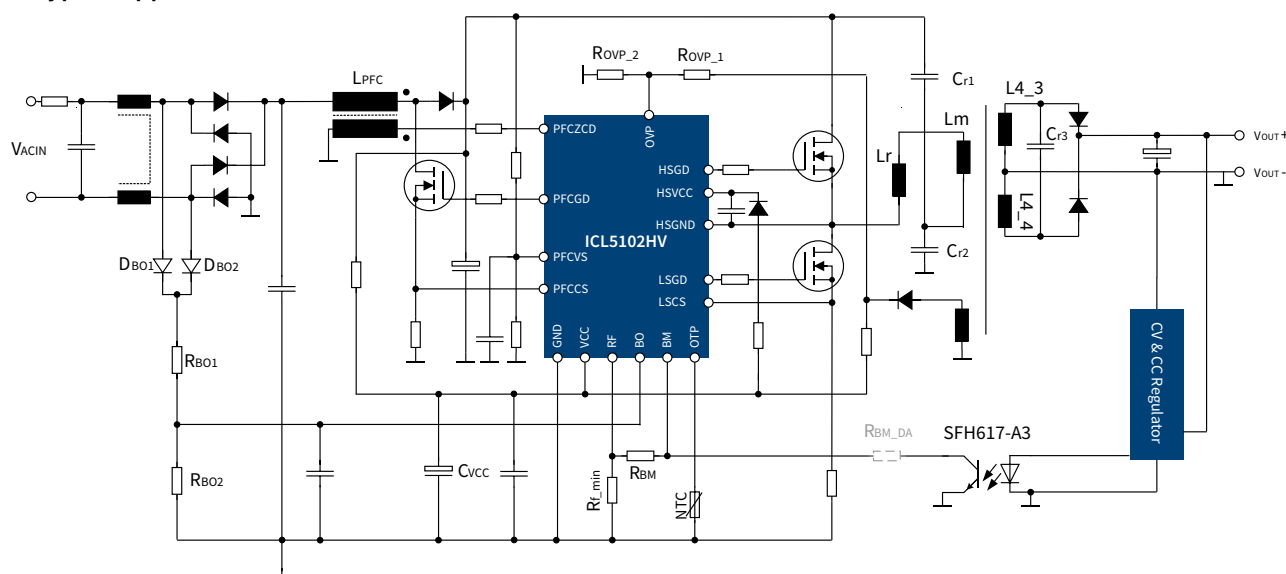 ROVP_2
ROVP_1
LPFC
Cr1
L4_3
Lm
Cr3
VACIN
PFCZCD
OVP
HSGD
Lr
VOUT+
VOUT-
PFCGD
HSVCC
HSGND
L4_4
ICL5102HV
DBO1
DBO2
PFCVS
PFCCS
LSGD
LSCS
Cr2
GND
VCC
RF
BO
BM
OTP
CV & CC Regulator
RBO1
RBM_DA
SFH617-A3
RBO2
CVCC
Rf_min
RBM
NTC